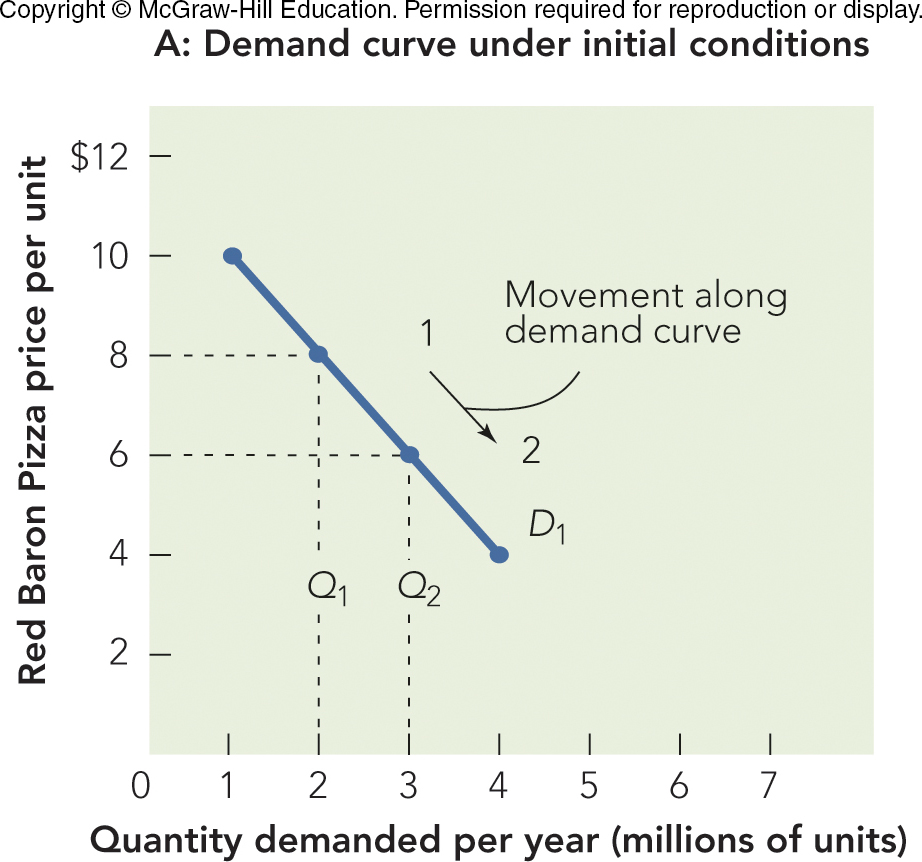 Copyright © McGraw-Hill Education. Permission required for reproduction or display.
A: Demand curve under initial conditions
Red Baron Pizza price per unit
$12
10
8
6
4
2
Movement along
demand curve
1
2
D1
Q1
Q2
0 1 2 3 4 5 6 7
Quantity demanded per year (millions of units)